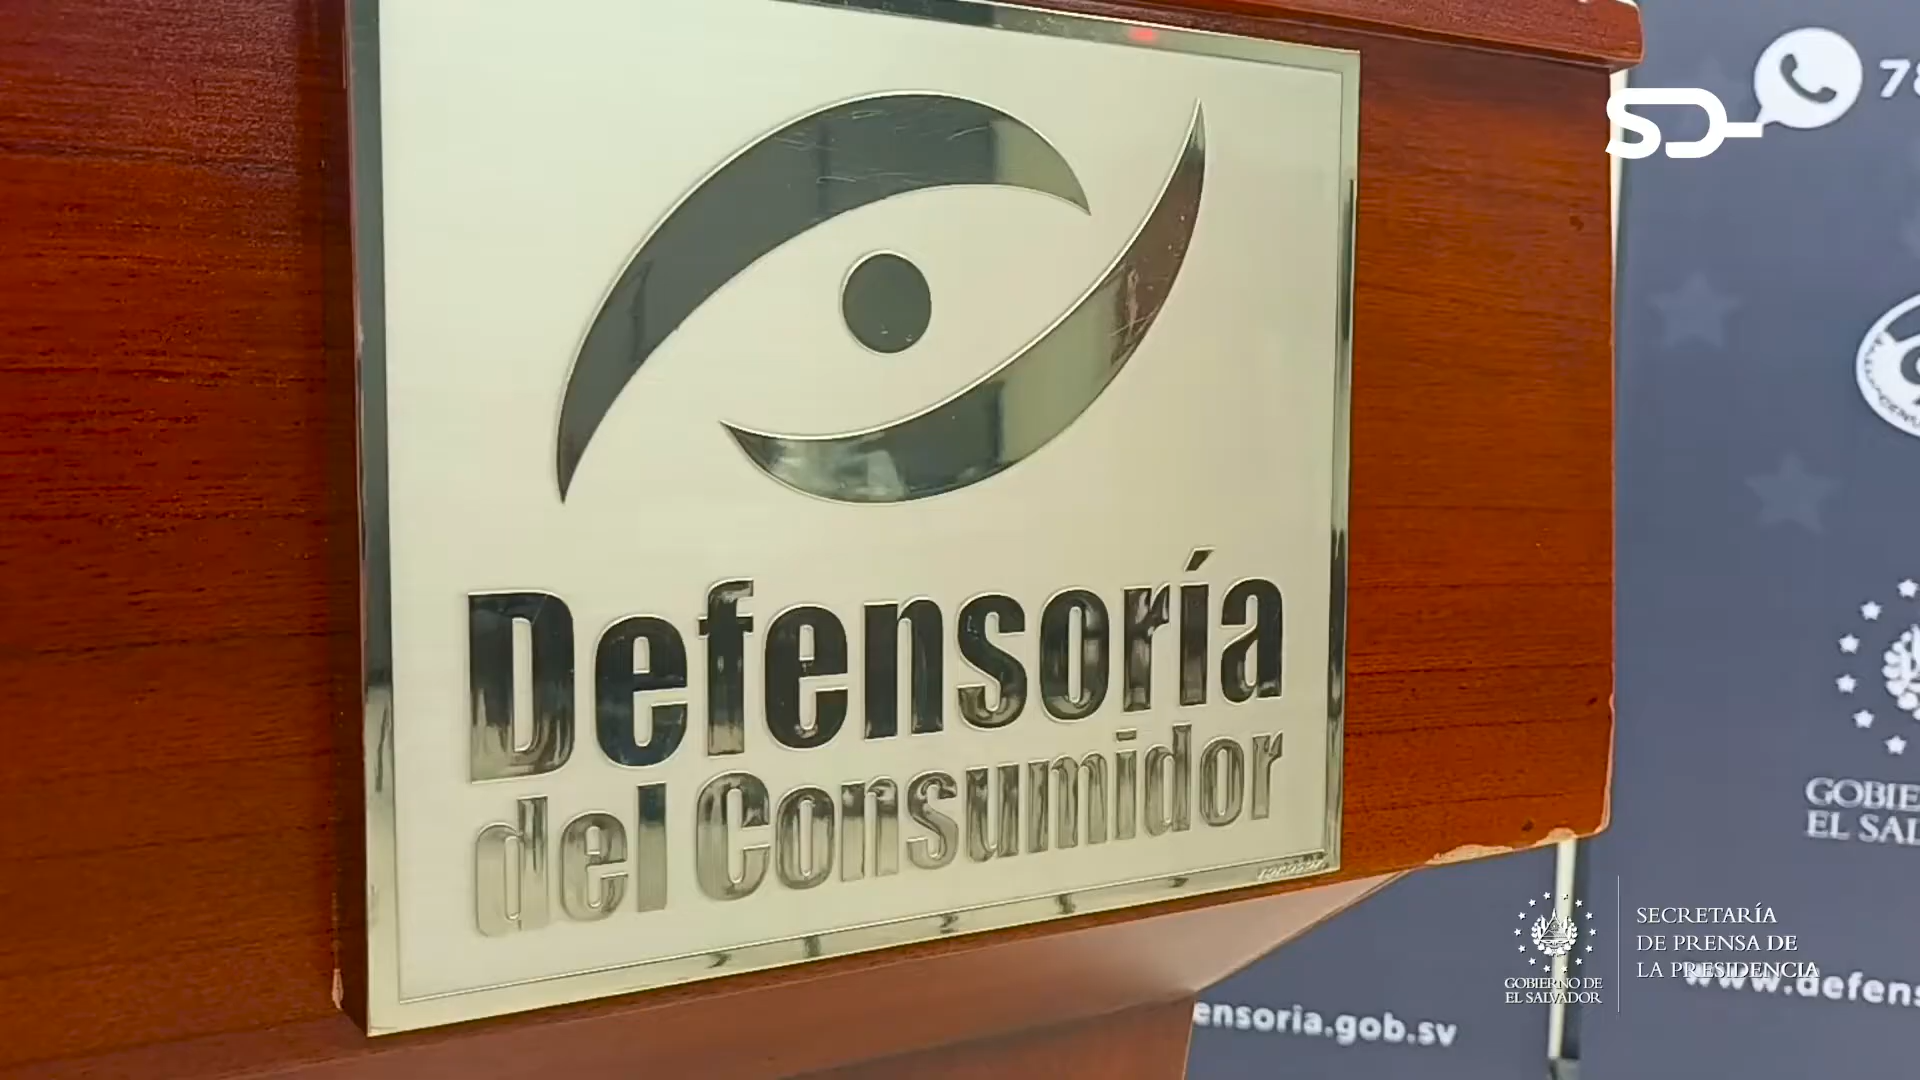 78
SD
Defensoría
del Consumidor
GOBIE
EL SAL
SECRETARÍA
DE PRENSA DE
LA PRESIDENCIA
GOBIERNO DE
EL SALVADOR
www.defens
ensoria.gob.sv